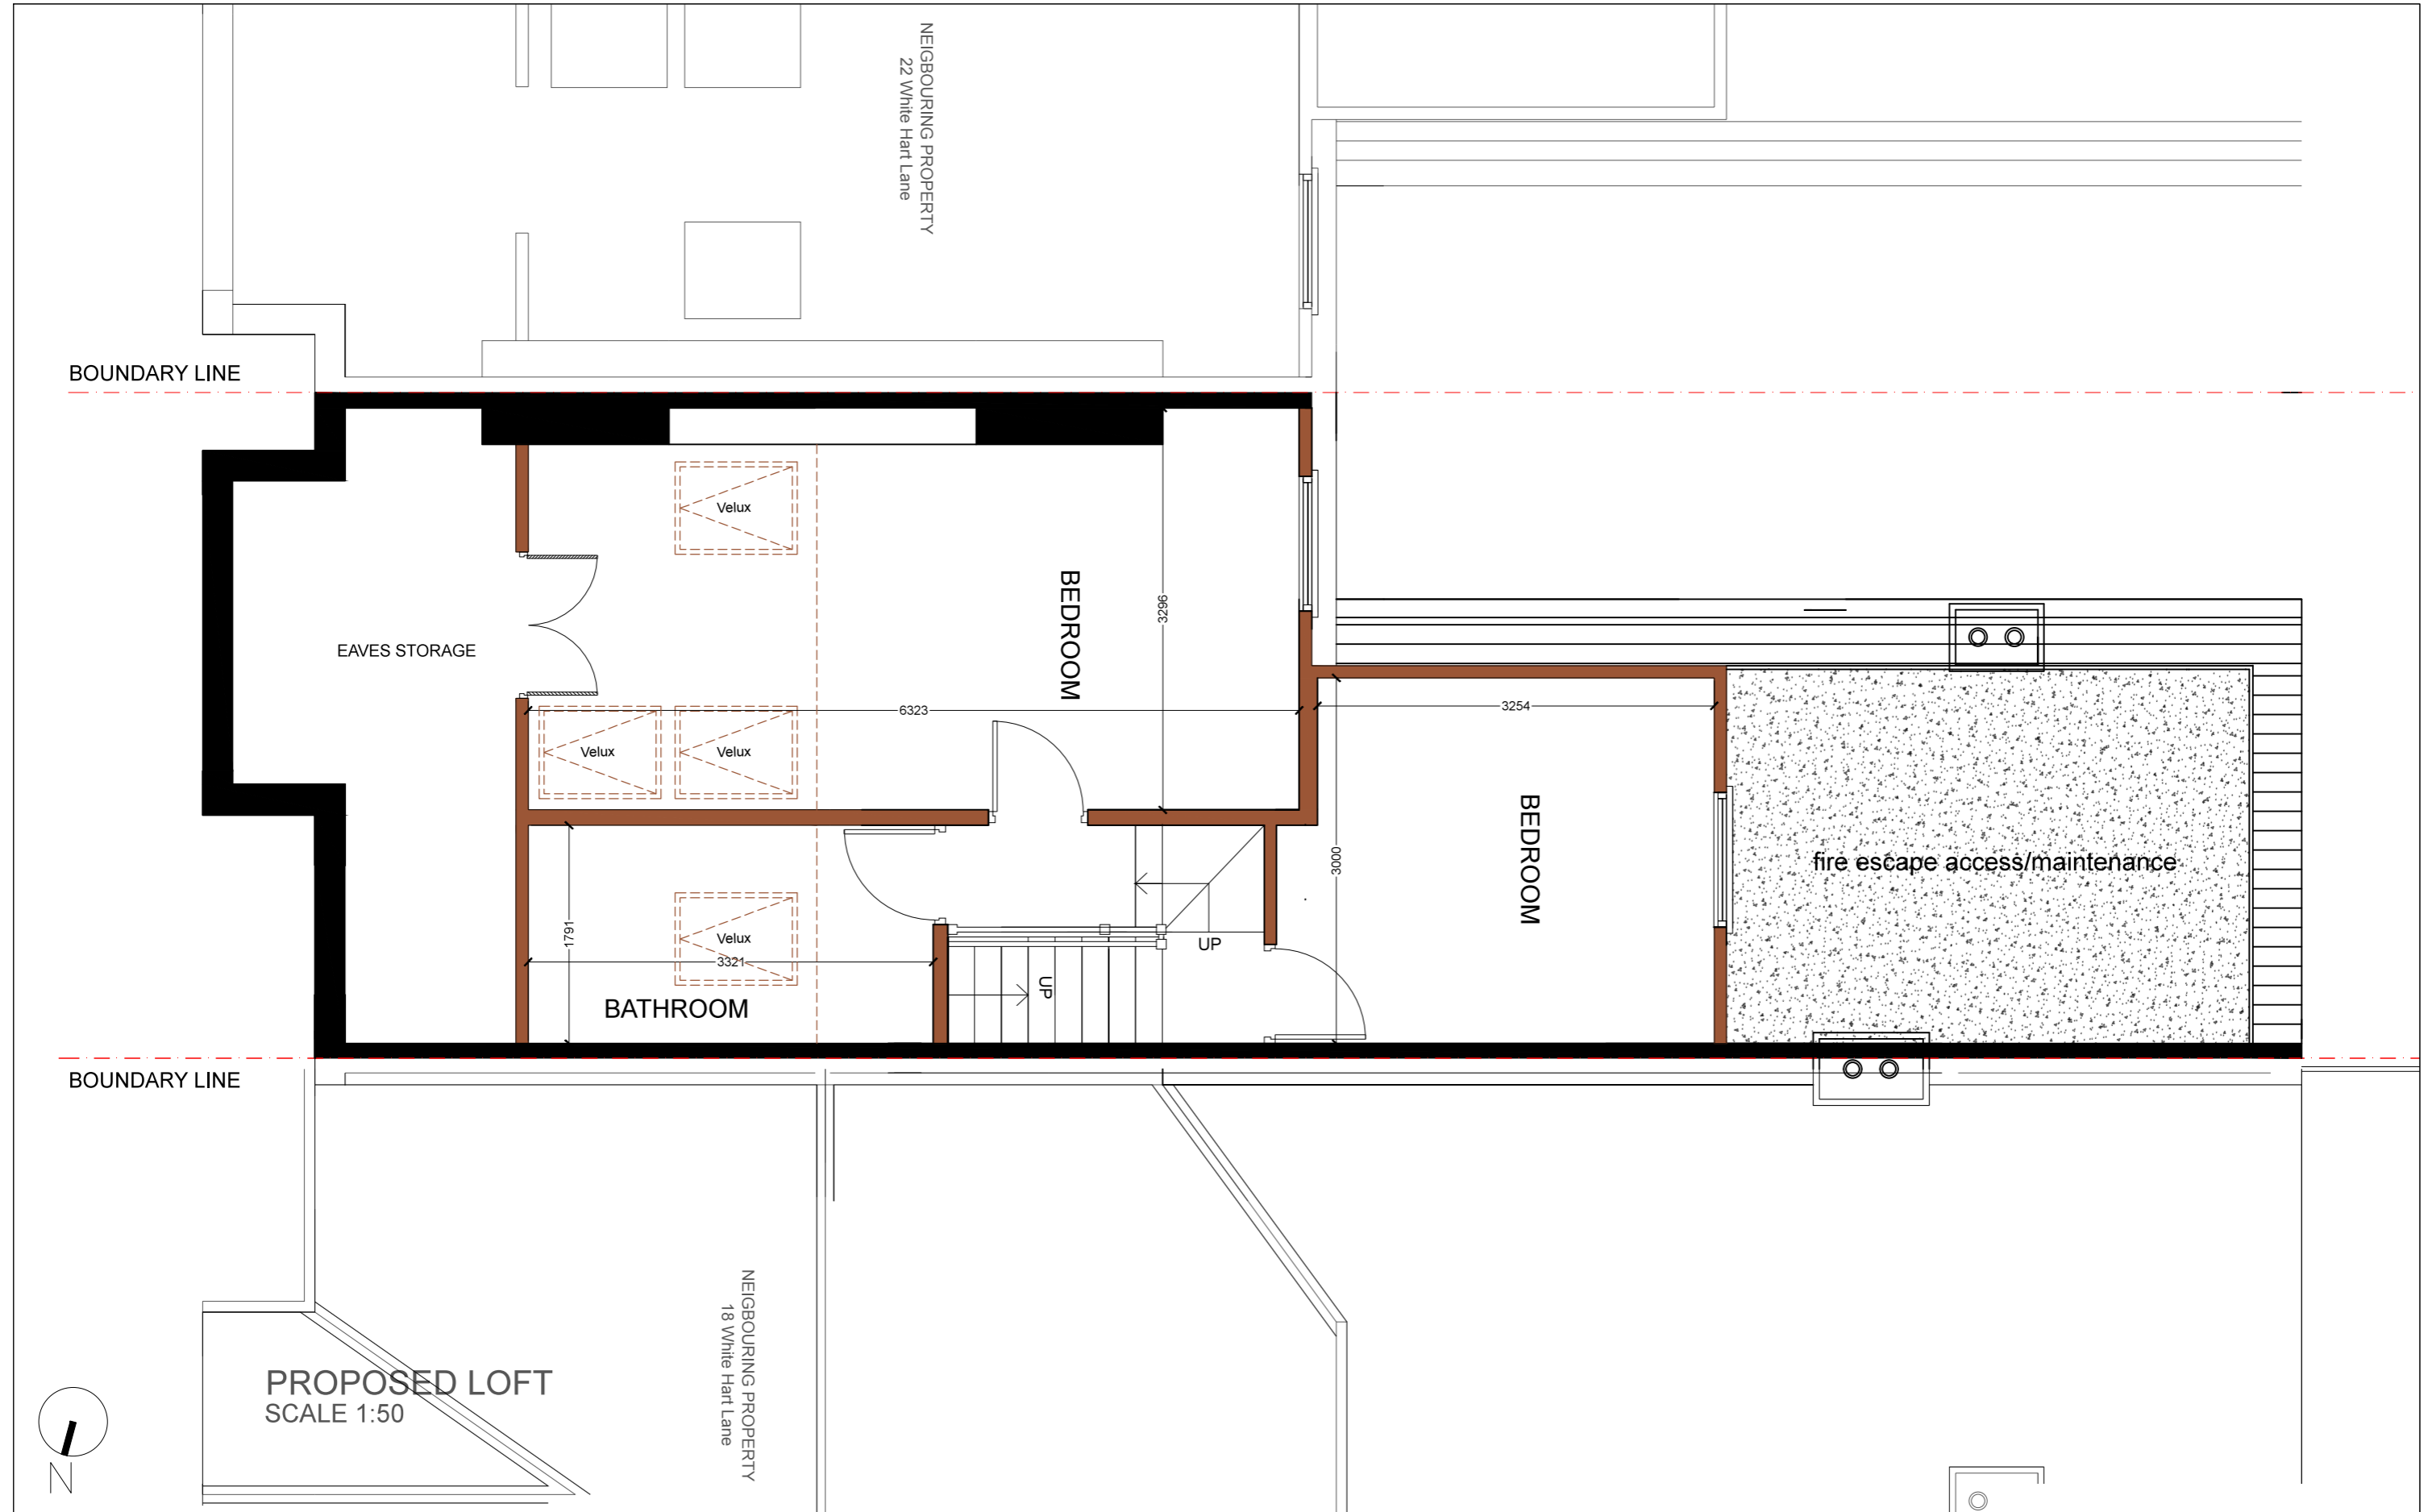 NEIGBOURING PROPERTY
22 White Hart Lane
BOUNDARY LINE
Velux
BEDROOM
3296
EAVES STORAGE
6323
3254
Velux
Velux
BEDROOM
3000
fire escape access/maintenance
1791
Velux
3321
UP
UP
BATHROOM
BOUNDARY LINE
NEIGBOURING PROPERTY
18 White Hart Lane
PROPOSED LOFT
SCALE 1:50
N